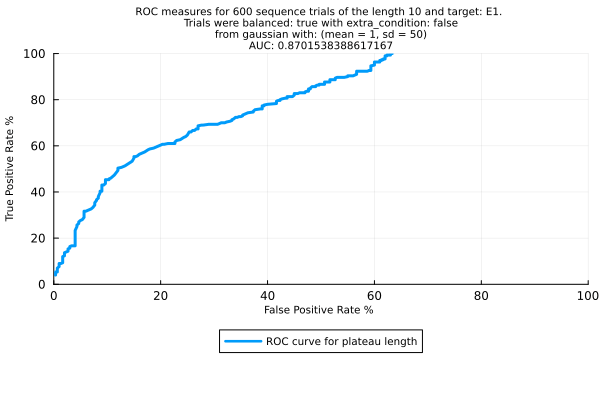 ROC measures for 600 sequence trials of the length 10 and target: E1.
Trials were balanced: true with extra_condition: false
from gaussian with: (mean = 1, sd = 50)
AUC: 0.8701538388617167
100
80
60
40
20
0
True Positive Rate %
0 20 40 60 80 100
False Positive Rate %
ROC curve for plateau length